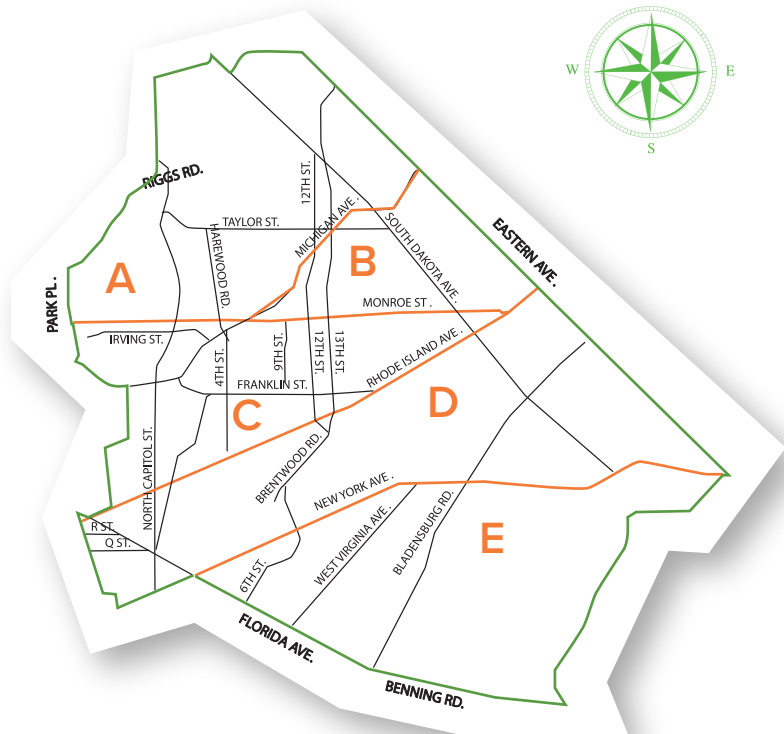 W
E
S
RIGGS RD.
12TH ST.
TAYLOR ST.
HAREWOOD RD.
MICHIGAN AVE .
SOUTH DAKOTA AVE .
EASTERN AVE .
A
B
PARK PL .
MONROE ST .
IRVING ST.
4TH ST.
9TH ST.
12TH ST.
13TH ST.
RHODE ISLAND AVE .
FRANKLIN ST.
C
D
NORTH CAPITOL ST.
BRENTWOOD RD.
NEW YORK AVE .
R ST.
Q ST.
6TH ST.
WEST VIRGINIA AVE .
BLADENSBURG RD.
E
FLORIDA AVE.
BENNING RD.